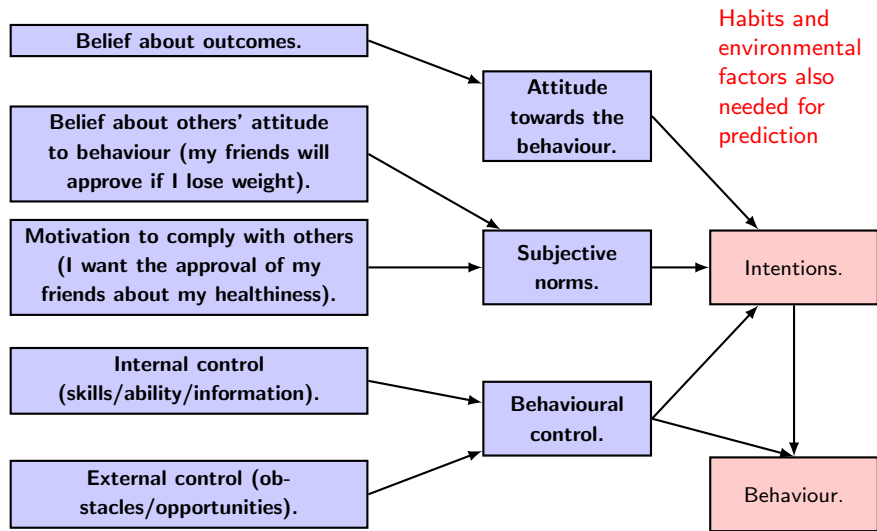 Belief about outcomes.
Belief about others' attitude
to behaviour (my friends will
approve if I lose weight).
Motivation to comply with others
(I want the approval of my
friends about my healthiness).
Internal control
(skills/ability/information).
External control (ob-
stacles/opportunities).
Attitude
towards the
behaviour.
Subjective
norms.
Behavioural
control.
Habits and
environmental
factors also
needed for
prediction
Intentions.
Behaviour.